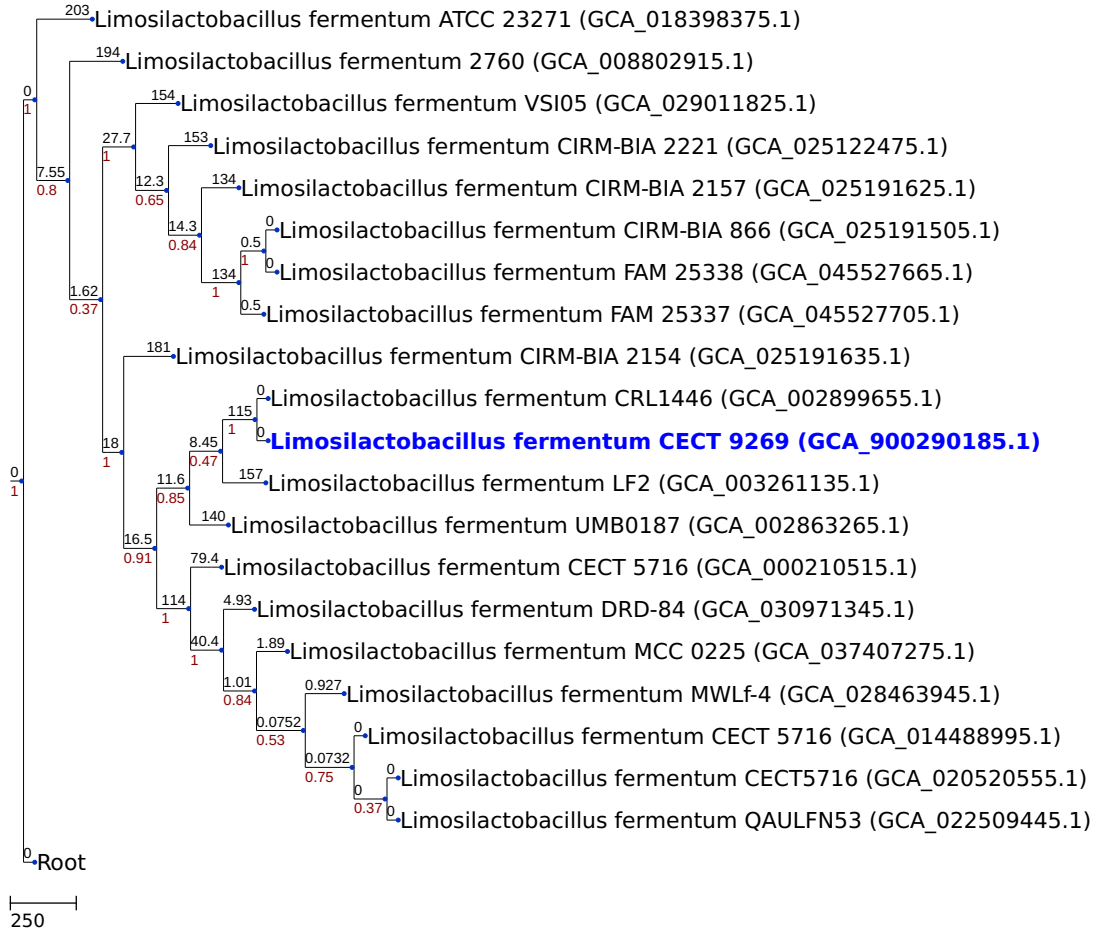 203 Limosilactobacillus fermentum ATCC 23271 (GCA_018398375.1)
194 Limosilactobacillus fermentum 2760 (GCA_008802915.1)
0
1
154 Limosilactobacillus fermentum VSI05 (GCA_029011825.1)
27.7
1
153 Limosilactobacillus fermentum CIRM-BIA 2221 (GCA_025122475.1)
7.55
0.8
12.3
0.65
134 Limosilactobacillus fermentum CIRM-BIA 2157 (GCA_025191625.1)
14.3
0.84
0 Limosilactobacillus fermentum CIRM-BIA 866 (GCA_025191505.1)
0.5
1
0 Limosilactobacillus fermentum FAM 25338 (GCA_045527665.1)
134
1
1.62
0.37
0.5 Limosilactobacillus fermentum FAM 25337 (GCA_045527705.1)
181 Limosilactobacillus fermentum CIRM-BIA 2154 (GCA_025191635.1)
0 Limosilactobacillus fermentum CRL1446 (GCA_002899655.1)
115
1
0 Limosilactobacillus fermentum CECT 9269 (GCA_900290185.1)
18
1
8.45
0.47
157 Limosilactobacillus fermentum LF2 (GCA_003261135.1)
0
1
11.6
0.85
140 Limosilactobacillus fermentum UMB0187 (GCA_002863265.1)
16.5
0.91
79.4 Limosilactobacillus fermentum CECT 5716 (GCA_000210515.1)
114
1
4.93 Limosilactobacillus fermentum DRD-84 (GCA_030971345.1)
40.4
1
1.89 Limosilactobacillus fermentum MCC 0225 (GCA_037407275.1)
1.01
0.84
0.927 Limosilactobacillus fermentum MWLf-4 (GCA_028463945.1)
0.0752
0.53
0 Limosilactobacillus fermentum CECT 5716 (GCA_014488995.1)
0.0732
0.75
0 Limosilactobacillus fermentum CECT5716 (GCA_020520555.1)
0
0.37
0 Limosilactobacillus fermentum QAULFN53 (GCA_022509445.1)
0 Root
250